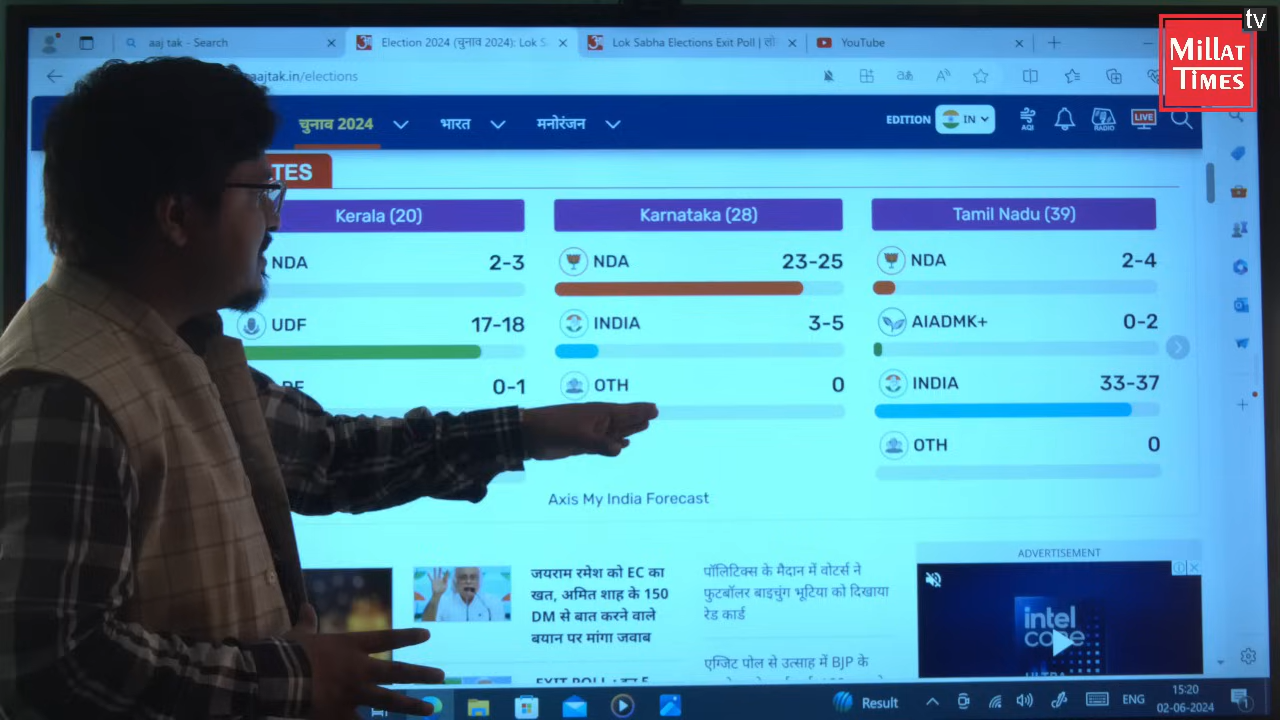 tv
MILLAT
TIMES
aaj tak - Search
Election 2024 (चुनाव 2024): Lok S
Lok Sabha Elections Exit Poll | लो
YouTube
aajtak.in/elections
चुनाव 2024
भारत
मनोरंजन
EDITION
IN
AQI
RADIO
LIVE
TES
Kerala (20)
Karnataka (28)
Tamil Nadu (39)
NDA 2-3
NDA 23-25
NDA 2-4
UDF 17-18
INDIA 3-5
AIADMK+ 0-2
0-1
OTH 0
INDIA 33-37
OTH 0
Axis My India Forecast
ADVERTISEMENT
जयराम रमेश को EC का
खत, अमित शाह के 150
DM से बात करने वाले
बयान पर मांगा जवाब
पॉलिटिक्स के मैदान में वोटर्स ने
फुटबॉलर बाइचुंग भूटिया को दिखाया
रेड कार्ड
एग्जिट पोल से उत्साह में BJP के
EXIT POLL
intel
core
ULTRA
Result
ENG
15:20
02-06-2024
1